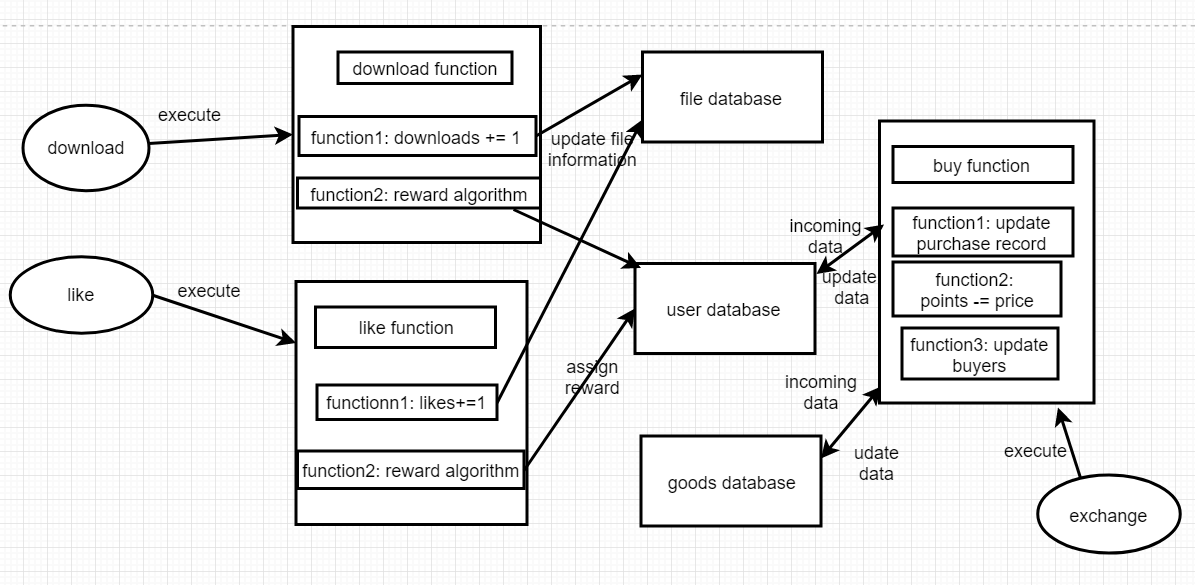 download function
execute
download
function1: downloads += 1
function2: reward algorithm
update file
information
file database
like
execute
like function
functionn1: likes+=1
function2: reward algorithm
assign
reward
user database
incoming
data
update
data
buy function
function1: update
purchase record
function2:
points -= price
function3: update
buyers
incoming
data
udate
data
goods database
execute
exchange